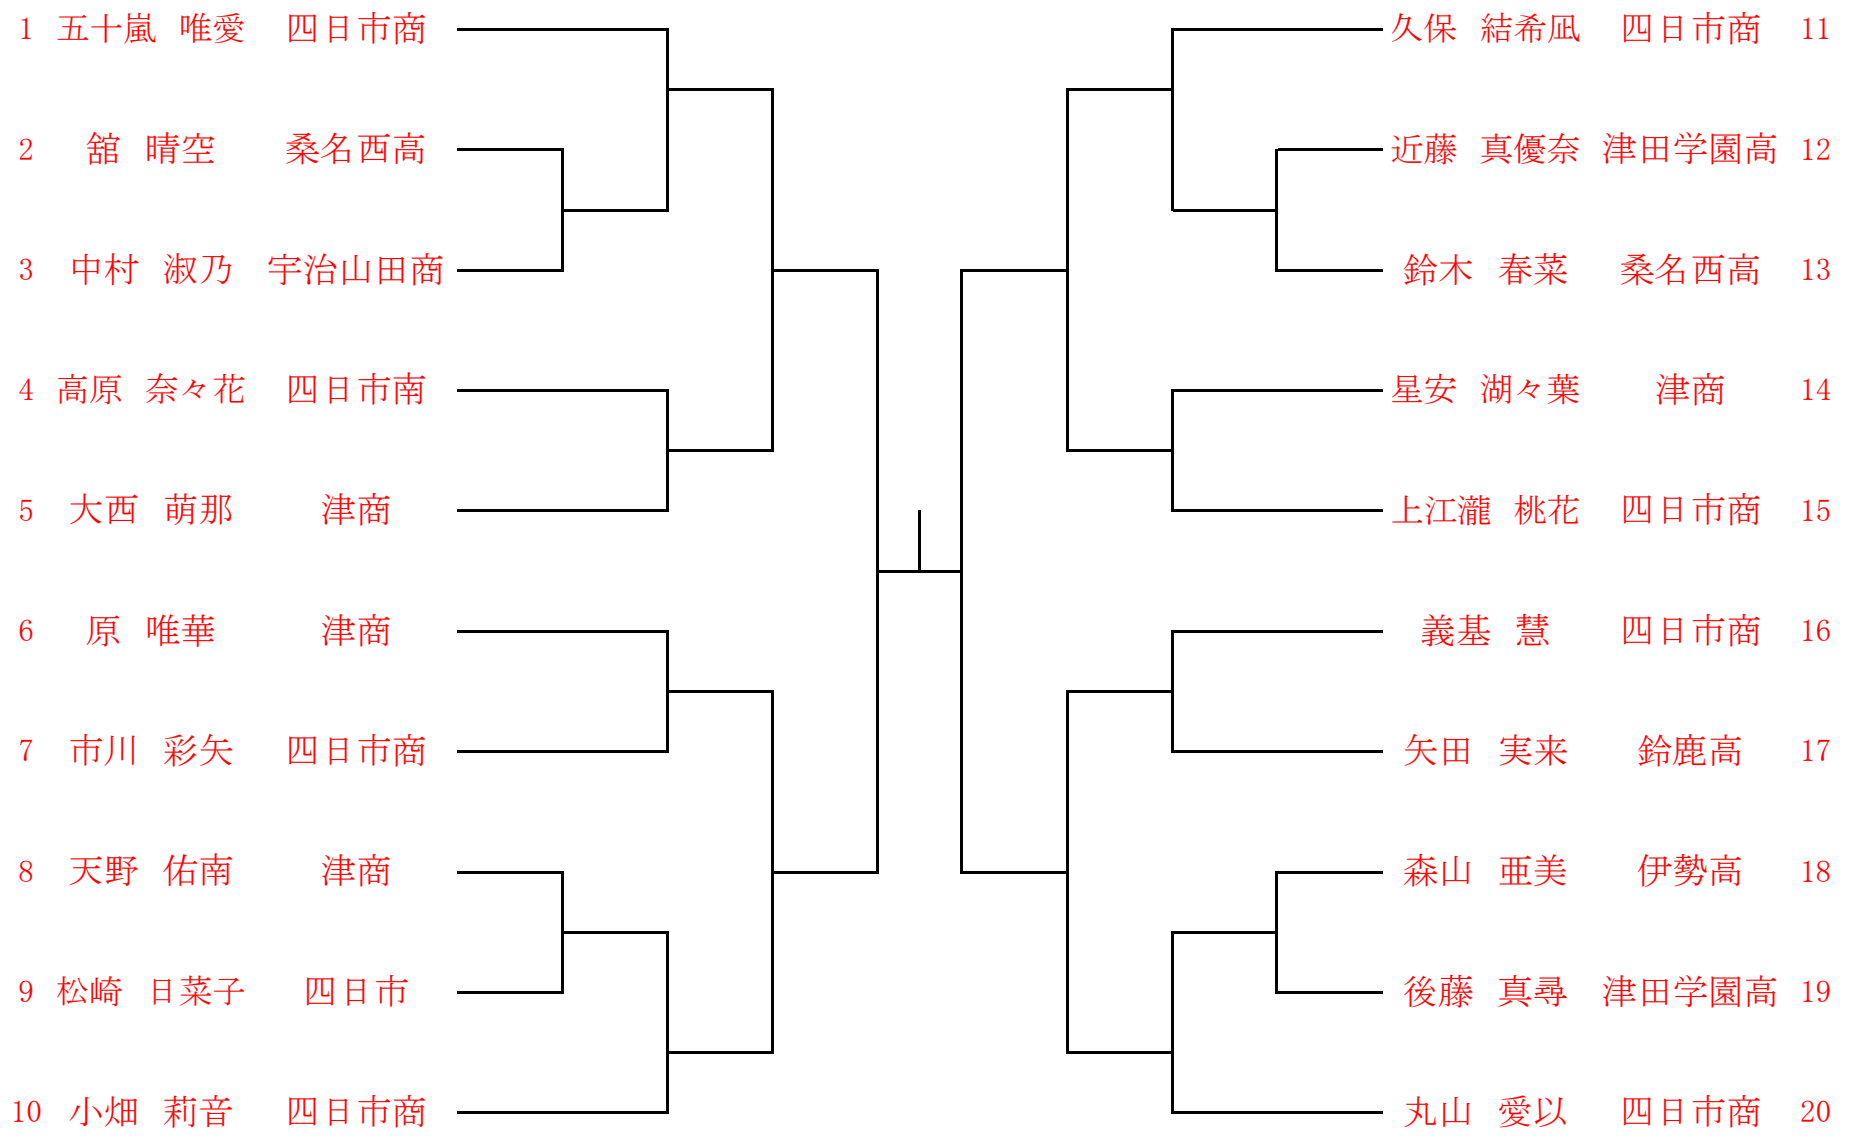 1 五十嵐 唯愛 四日市商
2 舘 晴空 桑名西高
3 中村 淑乃 宇治山田商
4 高原 奈々花 四日市南
5 大西 萌那 津商
6 原 唯華 津商
7 市川 彩矢 四日市商
8 天野 佑南 津商
9 松崎 日菜子 四日市
10 小畑 莉音 四日市商
久保 結希凪 四日市商 11
近藤 真優奈 津田学園高 12
鈴木 春菜 桑名西高 13
星安 湖々葉 津商 14
上江瀧 桃花 四日市商 15
義基 慧 四日市商 16
矢田 実来 鈴鹿高 17
森山 亜美 伊勢高 18
後藤 真尋 津田学園高 19
丸山 愛以 四日市商 20